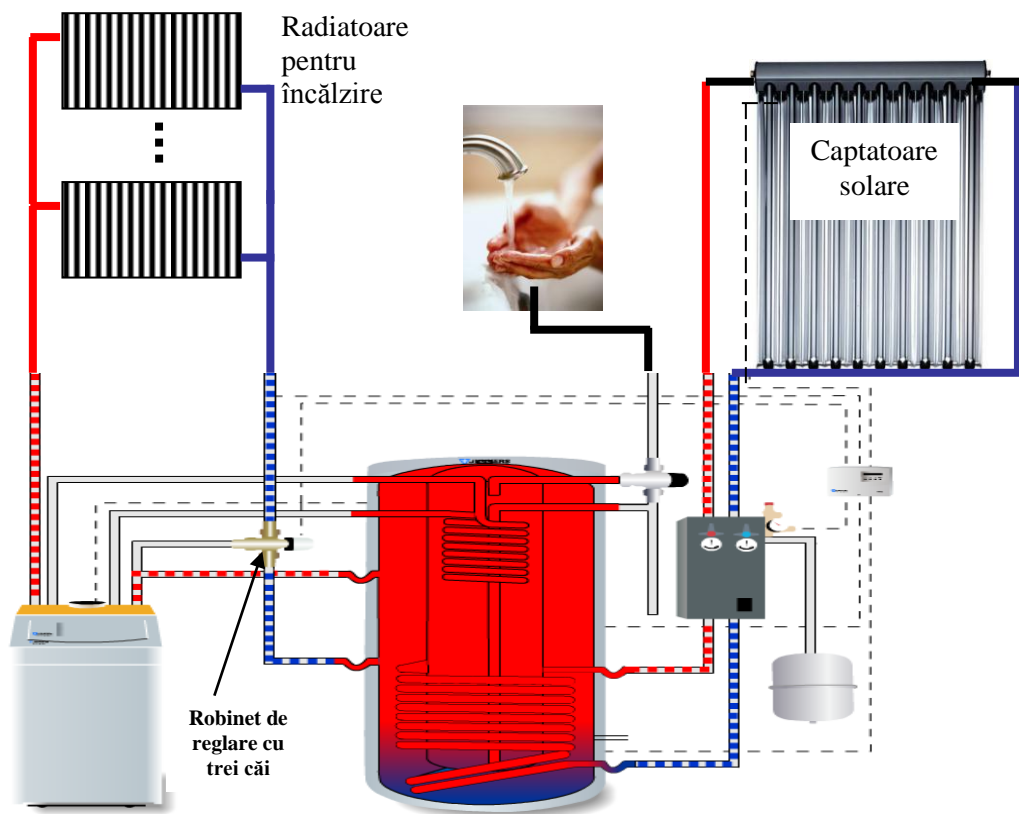 Radiatoare
pentru
încălzire
Captatoare
solare
Robinet de
reglare cu
trei căi